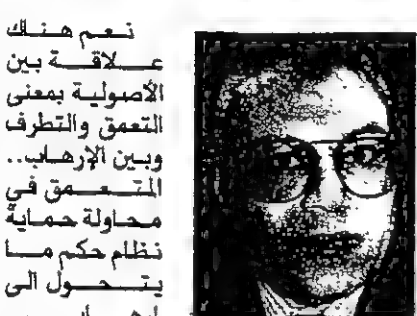 نعم هناك
علاقة بين
الأصولية بمعنى
التعمق والتطرف
وبين الإرهاب..
المتعمق في
محاولة حماية
نظام حكم ما
يتحول الى